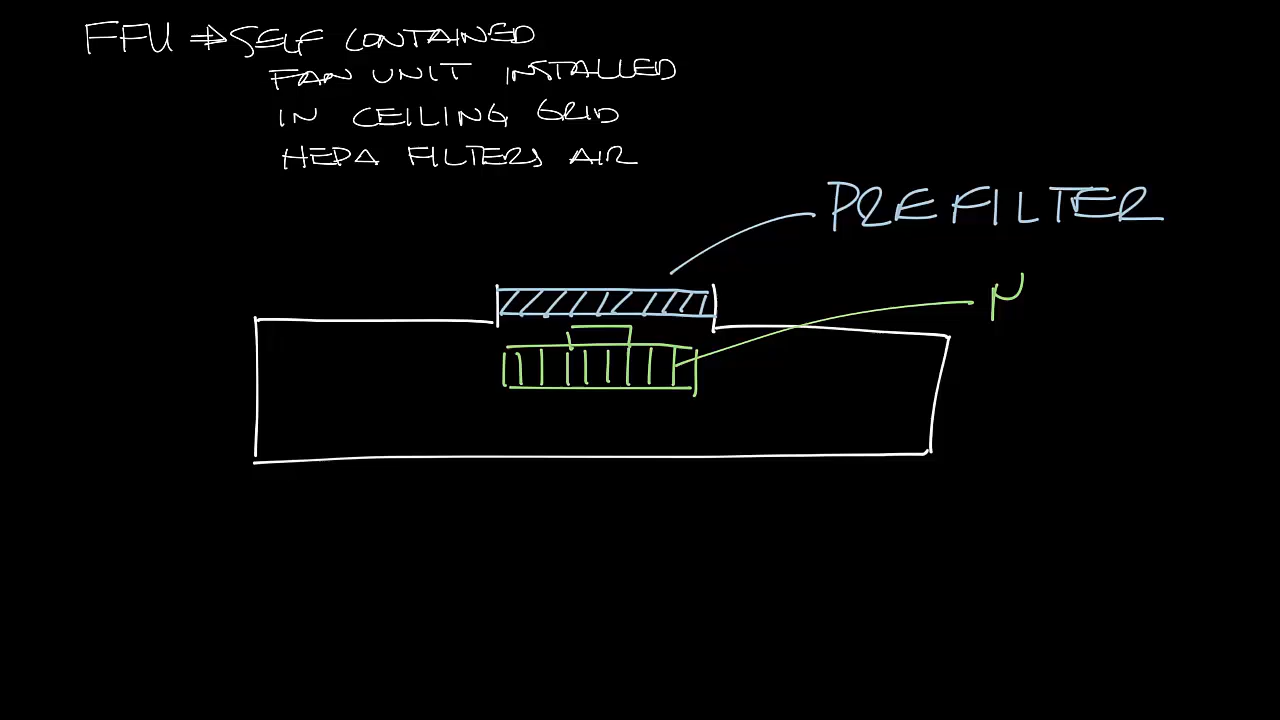 FFU ⇒ SELF CONTAINED
FAN UNIT INSTALLED
IN CEILING GRID
HEPA FILTERS AIR
PREFILTER